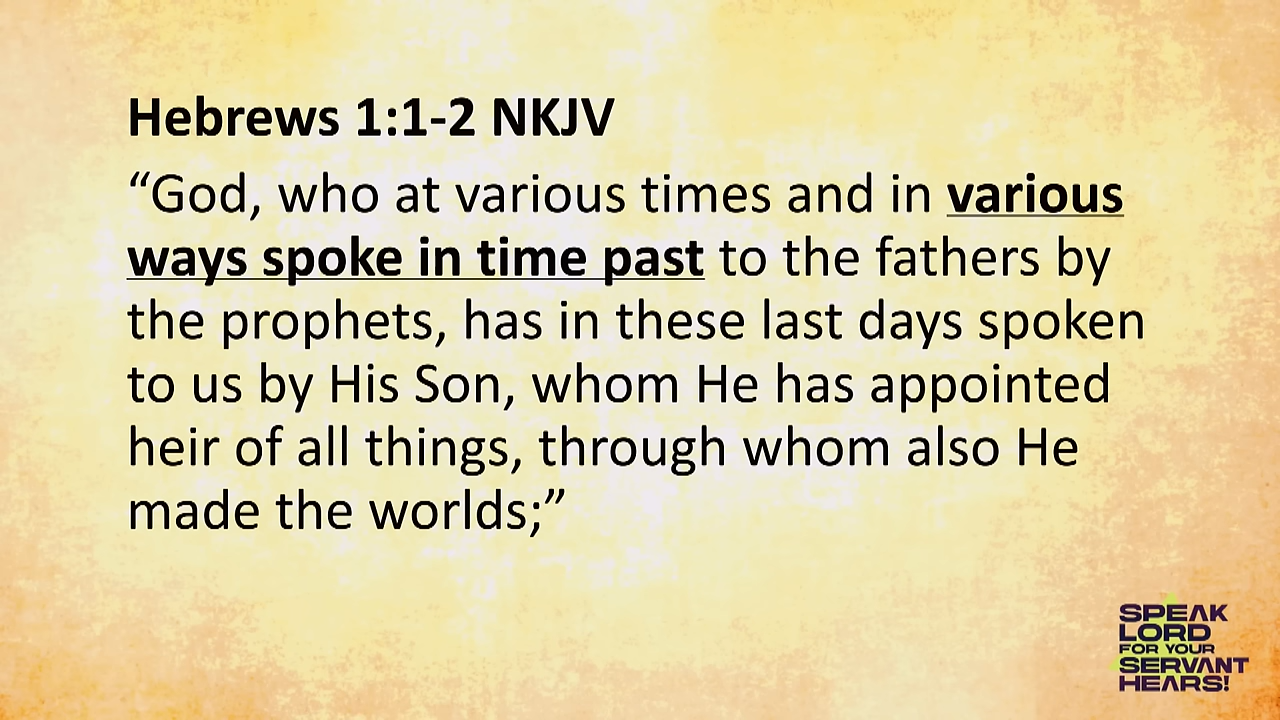 Hebrews 1:1-2 NKJV
“God, who at various times and in various
ways spoke in time past to the fathers by
the prophets, has in these last days spoken
to us by His Son, whom He has appointed
heir of all things, through whom also He
made the worlds;”
SPEAK
LORD
FOR YOUR
SERVANT
HEARS!